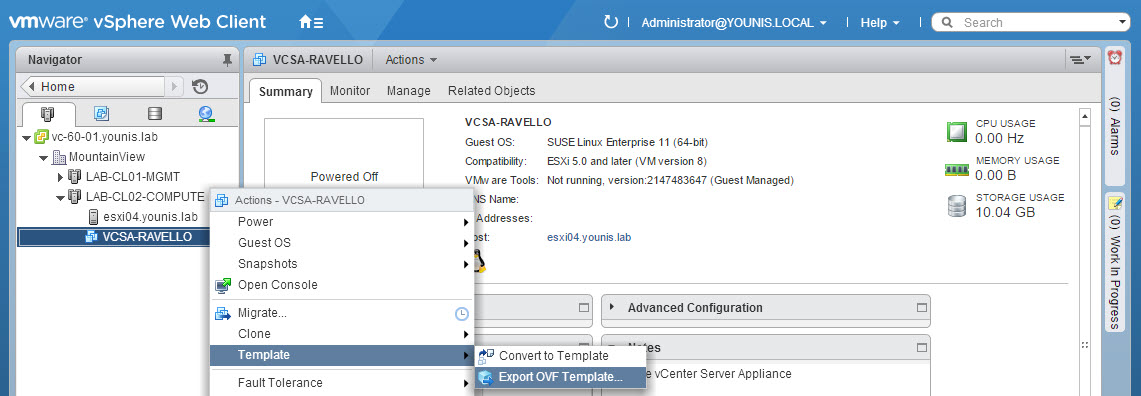 vmware® vSphere Web Client
Administrator@YOUNIS.LOCAL
Help
Search
Navigator
Home
vc-60-01.younis.lab
MountainView
LAB-CL01-MGMT
LAB-CL02-COMPUTE
esxi04.younis.lab
VCSA-RAVELLO
VCSA-RAVELLO
Actions
Summary
Monitor
Manage
Related Objects
Powered Off
VCSA-RAVELLO
Guest OS: SUSE Linux Enterprise 11 (64-bit)
Compatibility: ESXi 5.0 and later (VM version 8)
VMware Tools: Not running, version:2147483647 (Guest Managed)
NS Name:
Addresses:
ost: esxi04.younis.lab
CPU USAGE
0.00 Hz
MEMORY USAGE
0.00 B
STORAGE USAGE
10.04 GB
Actions - VCSA-RAVELLO
Power
Guest OS
Snapshots
Open Console
Migrate...
Clone
Template
Fault Tolerance
Convert to Template
Export OVF Template...
Advanced Configuration
Notes
vCenter Server Appliance
(0) Alarms
(0) Work In Progress